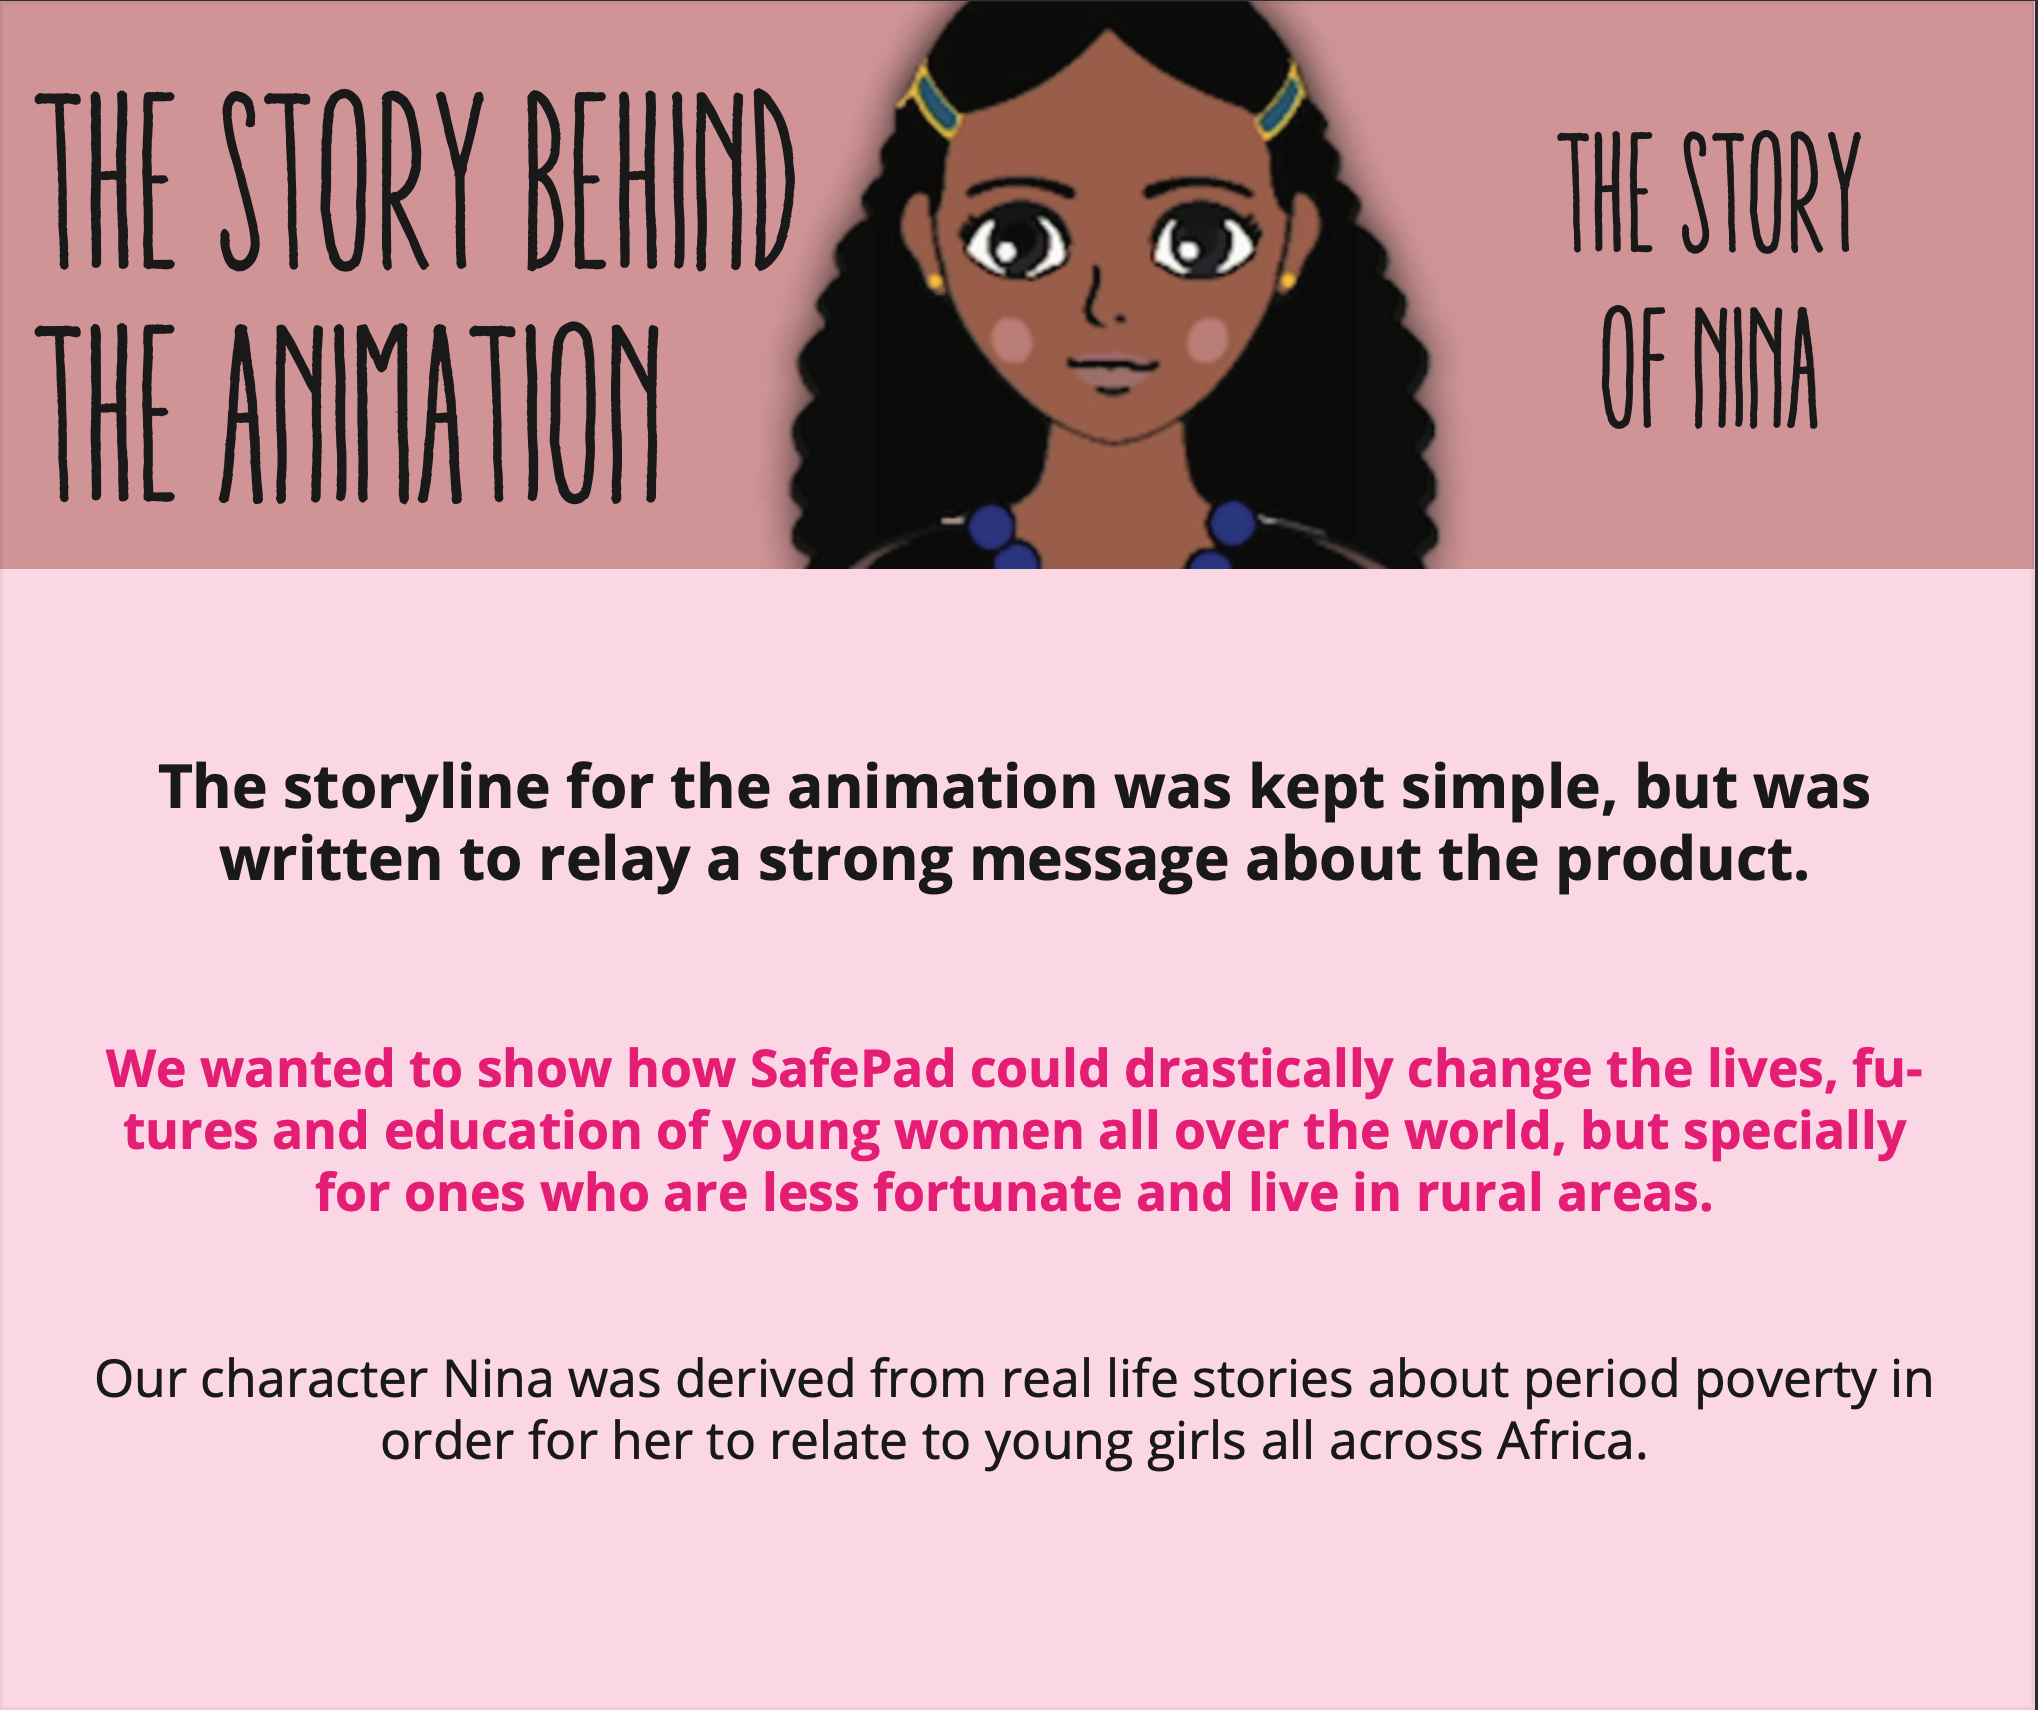 THE STORY BEHIND
THE ANIMATION
THE STORY
OF NINA
The storyline for the animation was kept simple, but was
written to relay a strong message about the product.
We wanted to show how SafePad could drastically change the lives, fu-
tures and education of young women all over the world, but specially
for ones who are less fortunate and live in rural areas.
Our character Nina was derived from real life stories about period poverty in
order for her to relate to young girls all across Africa.